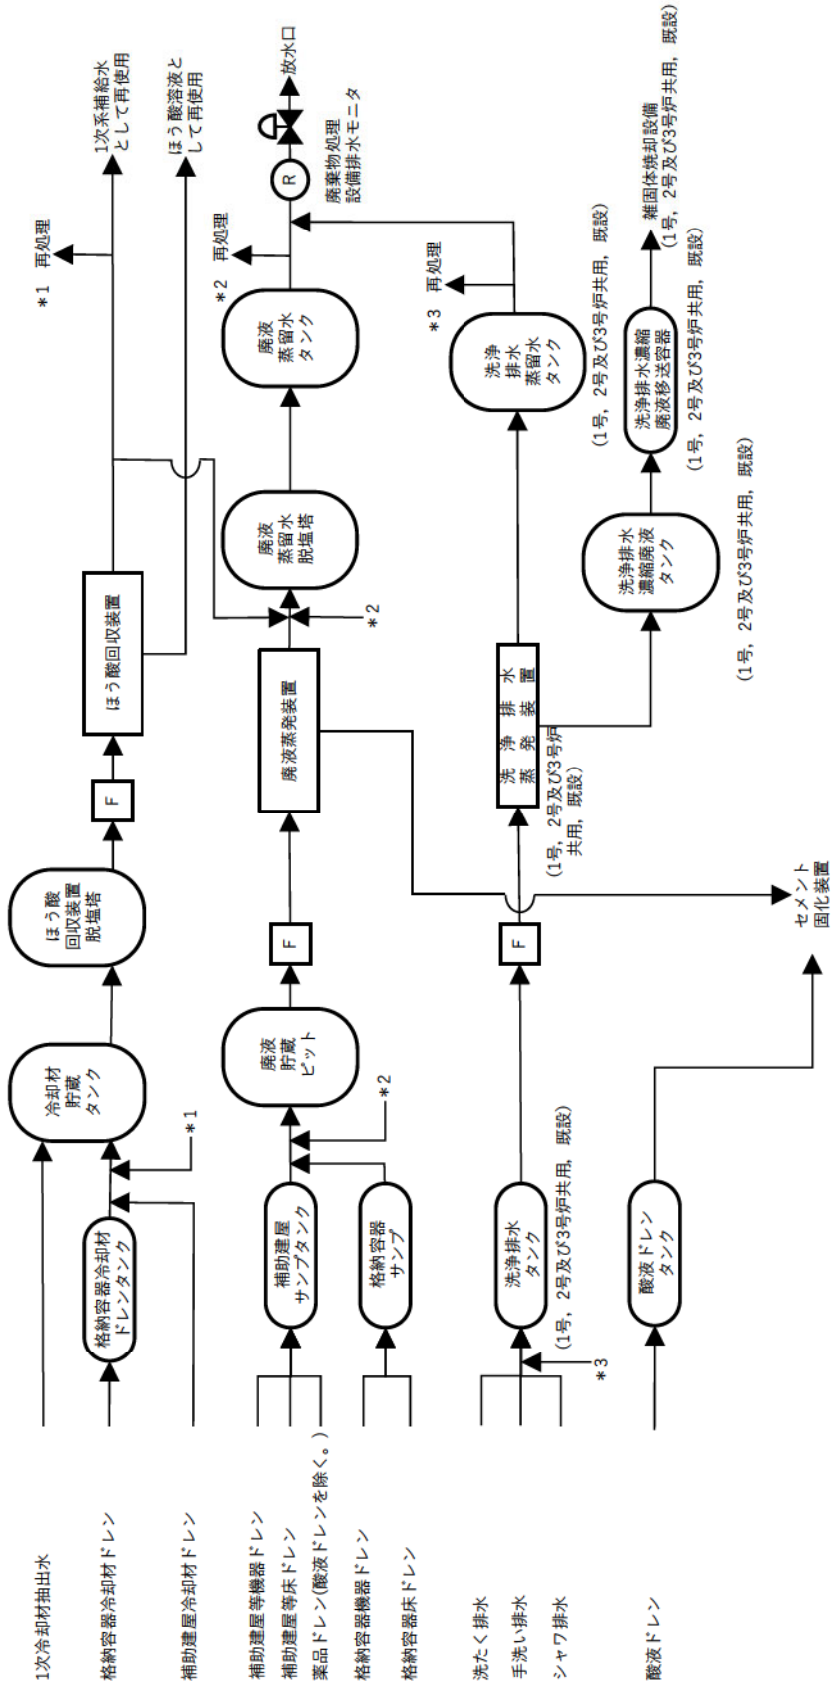 1次冷却材抽出水
格納容器冷却材ドレン
補助建屋冷却材ドレン
格納容器冷却材
ドレンタンク
*1
冷却材
貯蔵
タンク
ほう酸
回収装置
脱塩塔
F
ほう酸回収装置
*1 再処理
1次系補給水
として再使用
ほう酸溶液と
して再使用
補助建屋等機器ドレン
補助建屋等床ドレン
薬品ドレン(酸液ドレンを除く。)
格納容器機器ドレン
格納容器床ドレン
補助建屋
サンプタンク
格納容器
サンプ
*2
廃液
貯蔵
ピット
F
廃液蒸発装置
*2
廃液
蒸留水
脱塩塔
廃液
蒸留水
タンク
*2 再処理
R
廃棄物処理
設備排水モニタ
放水口
洗たく排水
手洗い排水
シャワ排水
*3
洗浄排水
タンク
(1号, 2号及び3号炉共用, 既設)
F
洗浄排水
蒸発装置
(1号, 2号及び3号炉
共用, 既設)
洗浄
排水
蒸留水
タンク
(1号, 2号及び3号炉共用, 既設)
*3 再処理
洗浄排水
濃縮廃液
タンク
(1号, 2号及び3号炉共用, 既設)
洗浄排水濃縮
廃液移送容器
(1号, 2号及び3号炉共用, 既設)
雑固体焼却設備
(1号, 2号及び3号炉共用, 既設)
酸液ドレン
酸液ドレン
タンク
セメント
固化装置